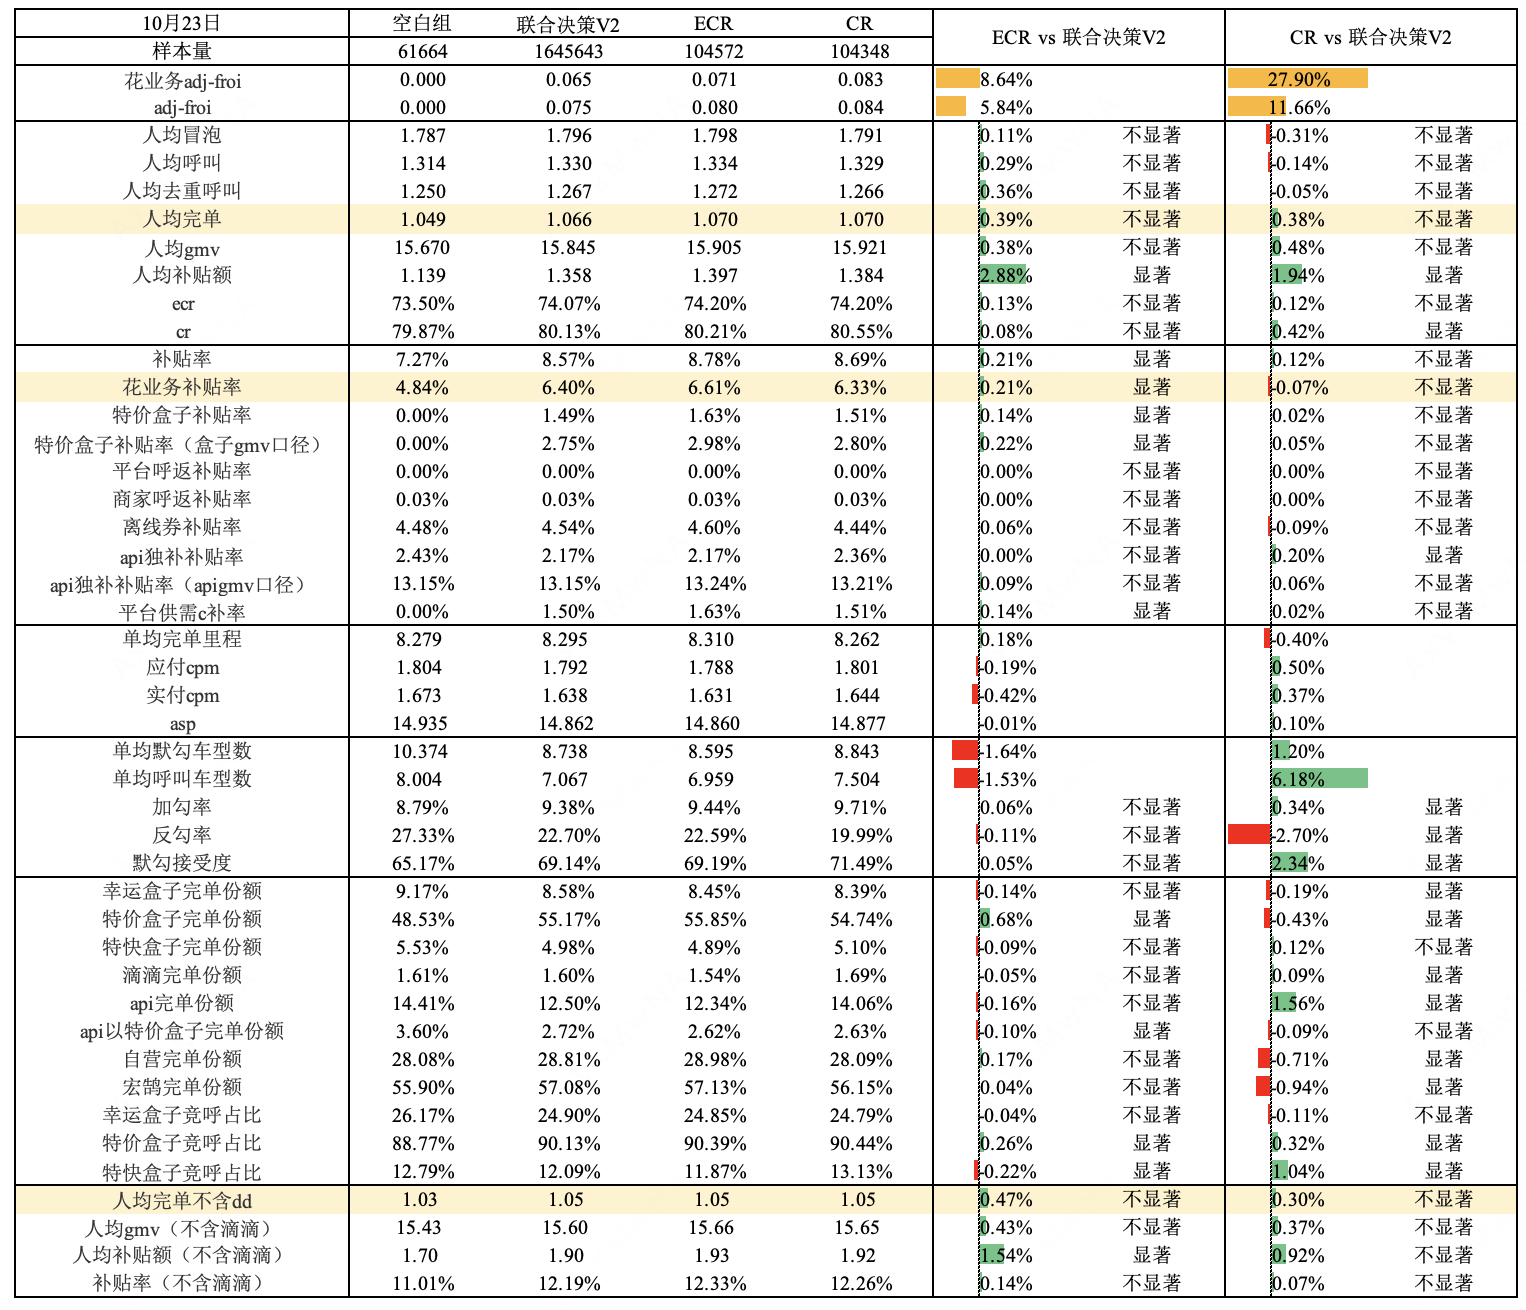 10月23日 空白组 联合决策V2 ECR CR ECR vs 联合决策V2 CR vs 联合决策V2
样本量 61664 1645643 104572 104348
花业务adj-froi 0.000 0.065 0.071 0.083 8.64% 27.90%
adj-froi 0.000 0.075 0.080 0.084 5.84% 11.66%
人均冒泡 1.787 1.796 1.798 1.791 0.11% 不显著 -0.31% 不显著
人均呼叫 1.314 1.330 1.334 1.329 0.29% 不显著 -0.14% 不显著
人均去重呼叫 1.250 1.267 1.272 1.266 0.36% 不显著 -0.05% 不显著
人均完单 1.049 1.066 1.070 1.070 0.39% 不显著 0.38% 不显著
人均gmv 15.670 15.845 15.905 15.921 0.38% 不显著 0.48% 不显著
人均补贴额 1.139 1.358 1.397 1.384 2.88% 显著 1.94% 显著
ecr 73.50% 74.07% 74.20% 74.20% 0.13% 不显著 0.12% 不显著
cr 79.87% 80.13% 80.21% 80.55% 0.08% 不显著 0.42% 显著
补贴率 7.27% 8.57% 8.78% 8.69% 0.21% 显著 0.12% 不显著
花业务补贴率 4.84% 6.40% 6.61% 6.33% 0.21% 显著 -0.07% 不显著
特价盒子补贴率 0.00% 1.49% 1.63% 1.51% 0.14% 显著 0.02% 不显著
特价盒子补贴率（盒子gmv口径） 0.00% 2.75% 2.98% 2.80% 0.22% 显著 0.05% 不显著
平台呼返补贴率 0.00% 0.00% 0.00% 0.00% 0.00% 不显著 0.00% 不显著
商家呼返补贴率 0.03% 0.03% 0.03% 0.03% 0.00% 不显著 0.00% 不显著
离线券补贴率 4.48% 4.54% 4.60% 4.44% 0.06% 不显著 -0.09% 不显著
api独补补贴率 2.43% 2.17% 2.17% 2.36% 0.00% 不显著 0.20% 显著
api独补补贴率（apigmv口径） 13.15% 13.15% 13.24% 13.21% 0.09% 不显著 0.06% 不显著
平台供需c补率 0.00% 1.50% 1.63% 1.51% 0.14% 显著 0.02% 不显著
单均完单里程 8.279 8.295 8.310 8.262 0.18% -0.40%
应付cpm 1.804 1.792 1.788 1.801 -0.19% 0.50%
实付cpm 1.673 1.638 1.631 1.644 -0.42% 0.37%
asp 14.935 14.862 14.860 14.877 -0.01% 0.10%
单均默勾车型数 10.374 8.738 8.595 8.843 -1.64% 1.20%
单均呼叫车型数 8.004 7.067 6.959 7.504 -1.53% 6.18%
加勾率 8.79% 9.38% 9.44% 9.71% 0.06% 不显著 0.34% 显著
反勾率 27.33% 22.70% 22.59% 19.99% -0.11% 不显著 -2.70% 显著
默勾接受度 65.17% 69.14% 69.19% 71.49% 0.05% 不显著 2.34% 显著
幸运盒子完单份额 9.17% 8.58% 8.45% 8.39% -0.14% 不显著 -0.19% 显著
特价盒子完单份额 48.53% 55.17% 55.85% 54.74% 0.68% 显著 -0.43% 显著
特快盒子完单份额 5.53% 4.98% 4.89% 5.10% -0.09% 不显著 0.12% 不显著
滴滴完单份额 1.61% 1.60% 1.54% 1.69% -0.05% 不显著 0.09% 显著
api完单份额 14.41% 12.50% 12.34% 14.06% -0.16% 不显著 1.56% 显著
api以特价盒子完单份额 3.60% 2.72% 2.62% 2.63% -0.10% 显著 -0.09% 不显著
自营完单份额 28.08% 28.81% 28.98% 28.09% 0.17% 不显著 -0.71% 显著
宏鹄完单份额 55.90% 57.08% 57.13% 56.15% 0.04% 不显著 -0.94% 显著
幸运盒子竞呼占比 26.17% 24.90% 24.85% 24.79% -0.04% 不显著 -0.11% 不显著
特价盒子竞呼占比 88.77% 90.13% 90.39% 90.44% 0.26% 显著 0.32% 显著
特快盒子竞呼占比 12.79% 12.09% 11.87% 13.13% -0.22% 显著 1.04% 显著
人均完单不含dd 1.03 1.05 1.05 1.05 0.47% 不显著 0.30% 不显著
人均gmv（不含滴滴） 15.43 15.60 15.66 15.65 0.43% 不显著 0.37% 不显著
人均补贴额（不含滴滴） 1.70 1.90 1.93 1.92 1.54% 显著 0.92% 不显著
补贴率（不含滴滴） 11.01% 12.19% 12.33% 12.26% 0.14% 不显著 0.07% 不显著